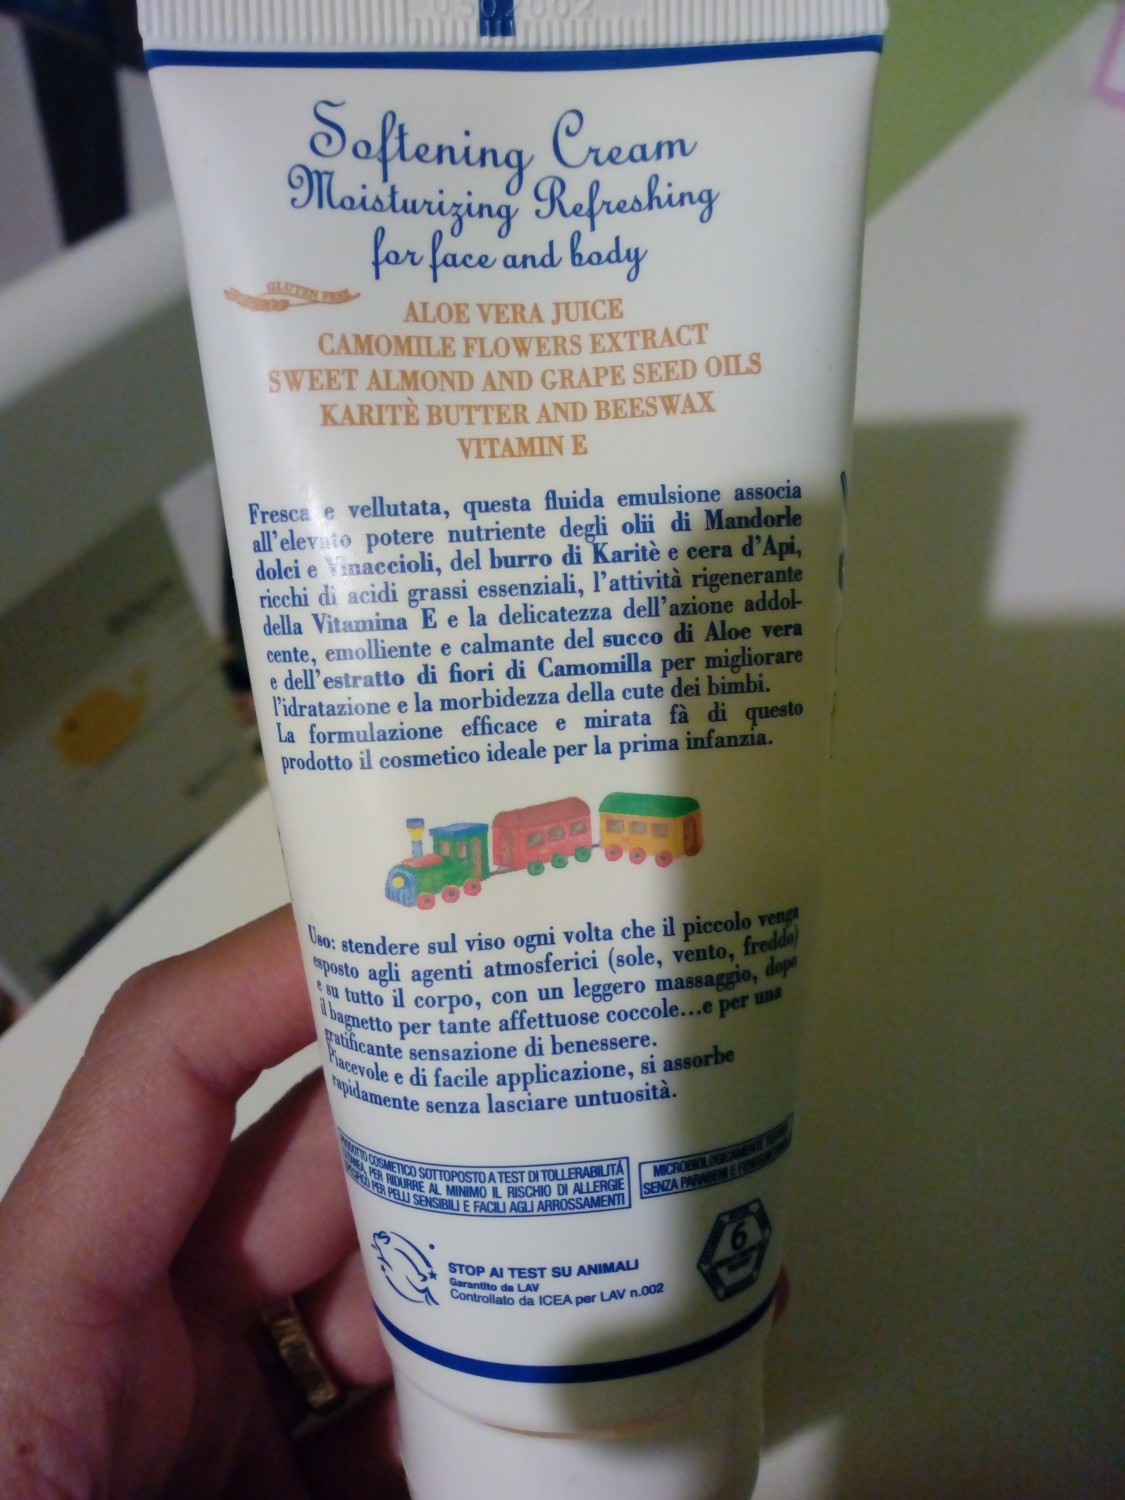 Softening Cream
Moisturizing Refreshing
for face and body
GLUTEN FREE
ALOE VERA JUICE
CAMOMILE FLOWERS EXTRACT
SWEET ALMOND AND GRAPE SEED OILS
KARITÈ BUTTER AND BEESWAX
VITAMIN E
Fresca e vellutata, questa fluida emulsione associa
all'elevato potere nutriente degli olii di Mandorle
dolci e Vinaccioli, del burro di Karitè e cera d'Api,
ricchi di acidi grassi essenziali, l'attività rigenerante
della Vitamina E e la delicatezza dell'azione addol-
cente, emolliente e calmante del succo di Aloe vera
e dell'estratto di fiori di Camomilla per migliorare
l'idratazione e la morbidezza della cute dei bimbi.
La formulazione efficace e mirata fà di questo
prodotto il cosmetico ideale per la prima infanzia.
Uso: stendere sul viso ogni volta che il piccolo venga
esposto agli agenti atmosferici (sole, vento, freddo)
e su tutto il corpo, con un leggero massaggio, dopo
il bagnetto per tante affettuose coccole...e per una
gratificante sensazione di benessere.
Piacevole e di facile applicazione, si assorbe
rapidamente senza lasciare untuosità.
PRODOTTO COSMETICO SOTTOPOSTO A TEST DI TOLLERABILITÀ
CUTANEA, PER RIDURRE AL MINIMO IL RISCHIO DI ALLERGIE
SPECIFICO PER PELLI SENSIBILI E FACILI AGLI ARROSSAMENTI
MICROBIOLOGICAMENTE TESTATO
SENZA PARABENI E
STOP AI TEST SU ANIMALI
Garantito da LAV
Controllato da ICEA per LAV n.002
6